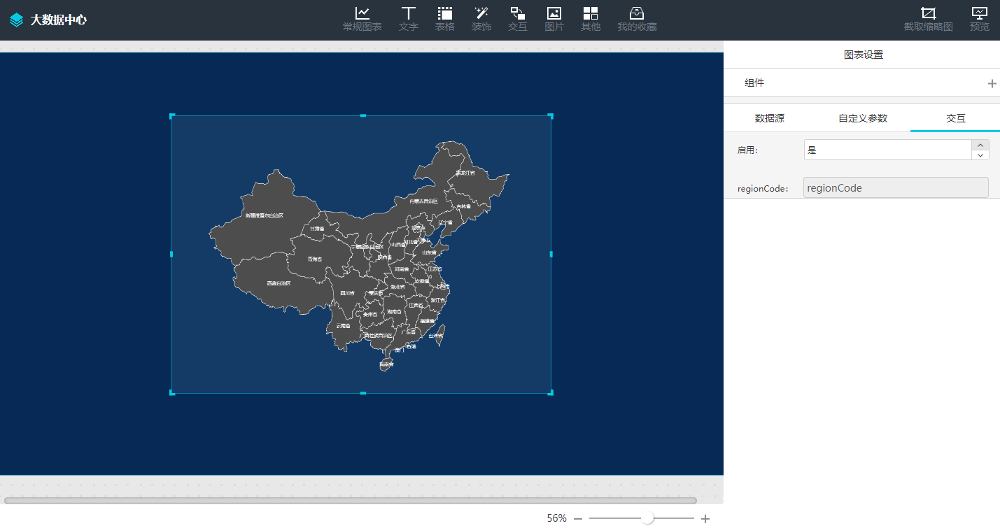 大数据中心
常规图表 文字 表格 装饰 交互 图片 其他 我的收藏
截取缩略图 预览
图表设置
组件
数据源 自定义参数 交互
启用：
是
regionCode：
regionCode
黑龙江省
内蒙古自治区
吉林省
新疆维吾尔自治区
辽宁省
甘肃省
北京市
天津市
河北省
山西省
宁夏回族自治区
山东省
陕西省
青海省
河南省
江苏省
西藏自治区
安徽省
上海市
湖北省
四川省
重庆省
浙江省
江西省
湖南省
贵州省
福建省
云南省
广东省
广西壮族自治区
台湾省
香港
澳门
海南省
56%